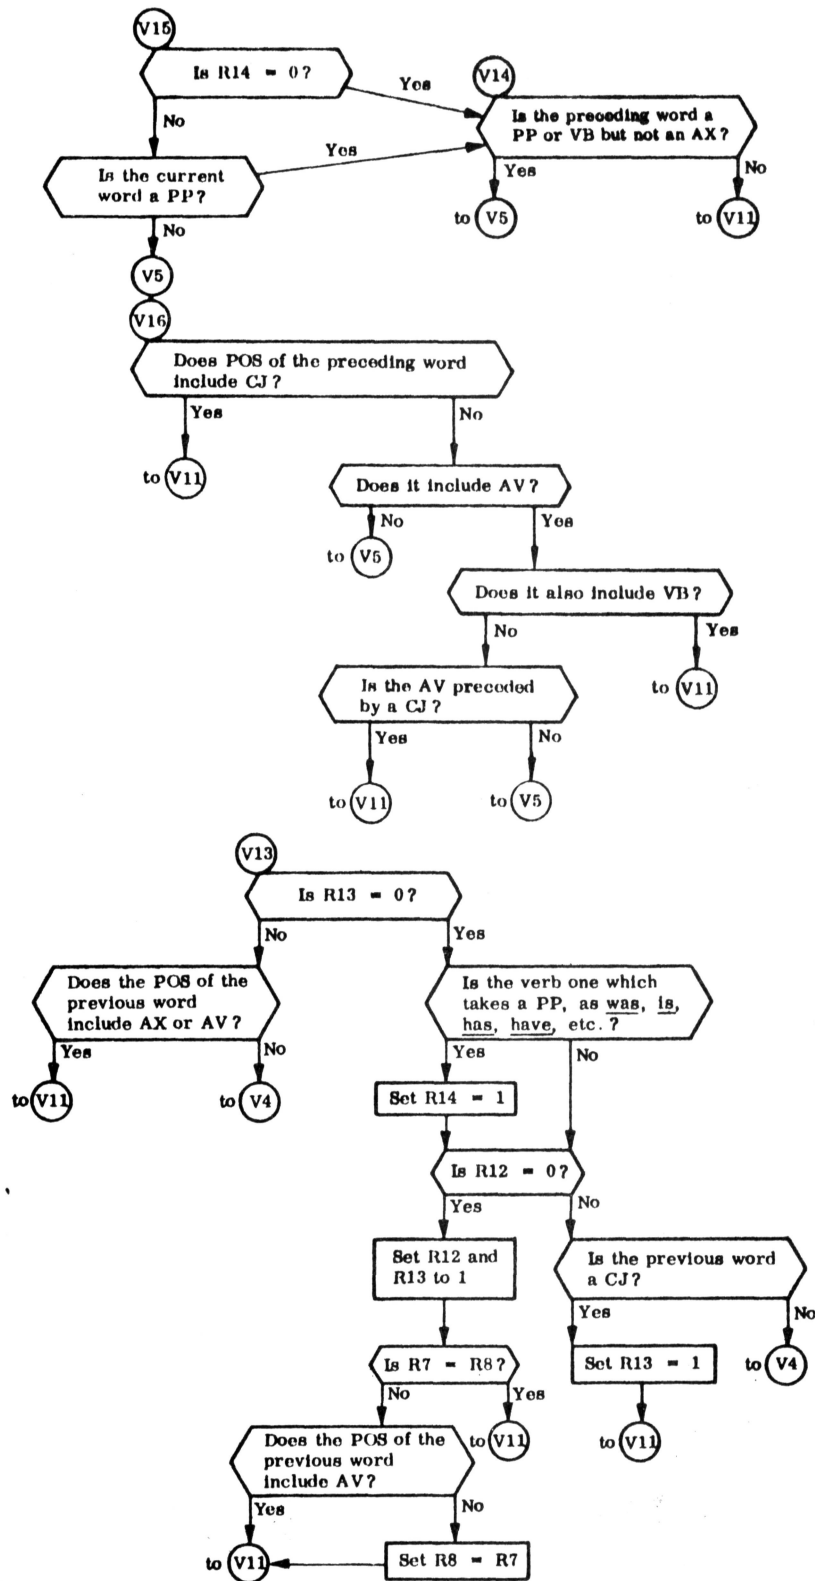 V15
Is R14 = 0?
Yes
No
V14
Is the preceding word a
PP or VB but not an AX?
Yes
to V5
No
to V11
Is the current
word a PP?
Yes
No
V5
V16
Does POS of the preceding word
include CJ?
Yes
to V11
No
Does it include AV?
No
to V5
Yes
Does it also include VB?
No
Yes
to V11
Is the AV preceded
by a CJ?
Yes
to V11
No
to V5
V13
Is R13 = 0?
No
Yes
Does the POS of the
previous word
include AX or AV?
Yes
to V11
No
to V4
Is the verb one which
takes a PP, as was, is,
has, have, etc.?
Yes
No
Set R14 = 1
Is R12 = 0?
Yes
No
Set R12 and
R13 to 1
Is the previous word
a CJ?
Yes
No
to V4
Set R13 = 1
to V11
Is R7 = R8?
No
Yes
to V11
Does the POS of the
previous word
include AV?
Yes
No
to V11
Set R8 = R7